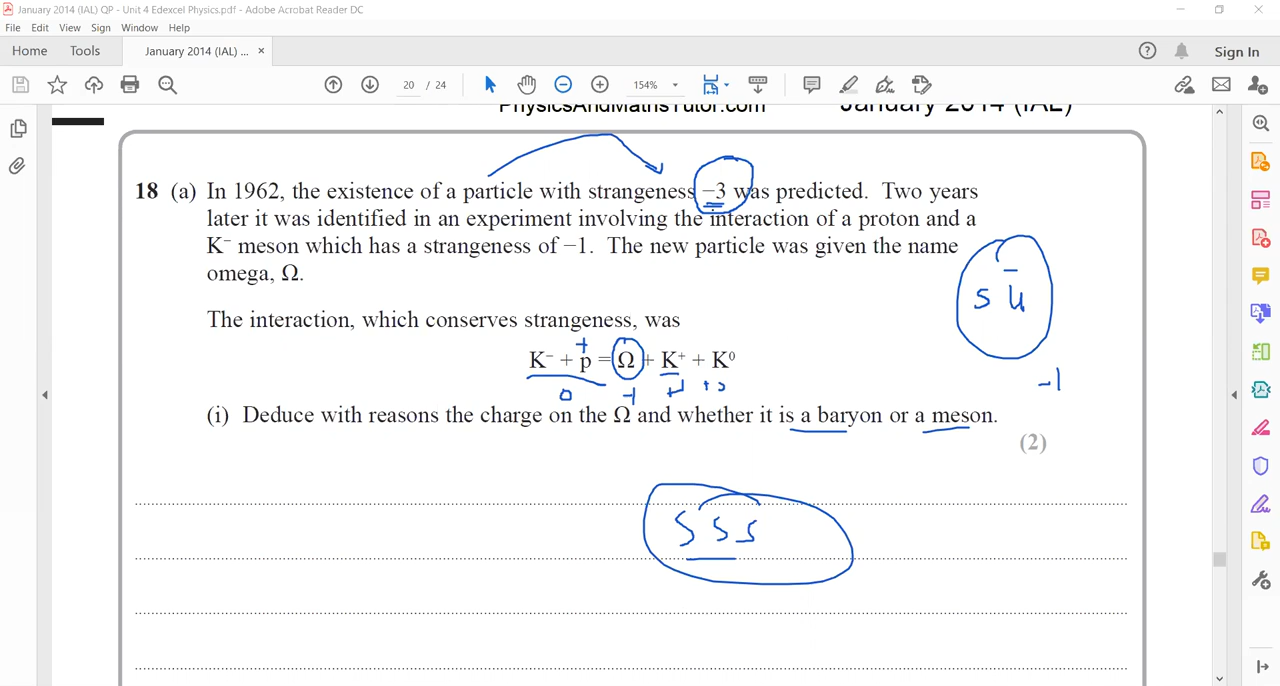 January 2014 (IAL) QP - Unit 4 Edexcel Physics.pdf - Adobe Acrobat Reader DC
File Edit View Sign Window Help
Home Tools January 2014 (IAL) ... × Sign In
20 / 24 154%
PhysicsAndMathsTutor.com January 2014 (IAL)
18 (a) In 1962, the existence of a particle with strangeness −3 was predicted. Two years
later it was identified in an experiment involving the interaction of a proton and a
K⁻ meson which has a strangeness of −1. The new particle was given the name
omega, Ω.
s ū
The interaction, which conserves strangeness, was
+
K⁻ + p = Ω + K⁺ + K⁰
0 -1 +1
-1
(i) Deduce with reasons the charge on the Ω and whether it is a baryon or a meson.
(2)
s s s